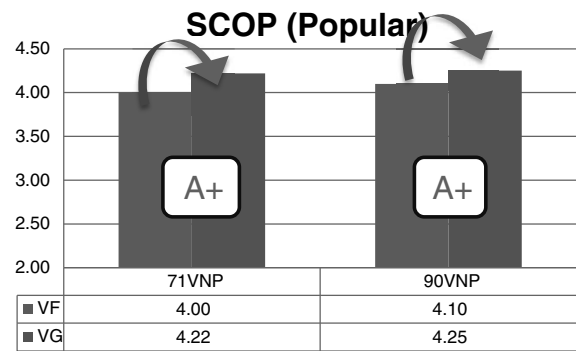 SCOP (Popular)
4.50
4.00
4.50
3.00
2.50
2.00
A+ A+
71VNP 90VNP
VF 4.00 4.10
VG 4.22 4.25